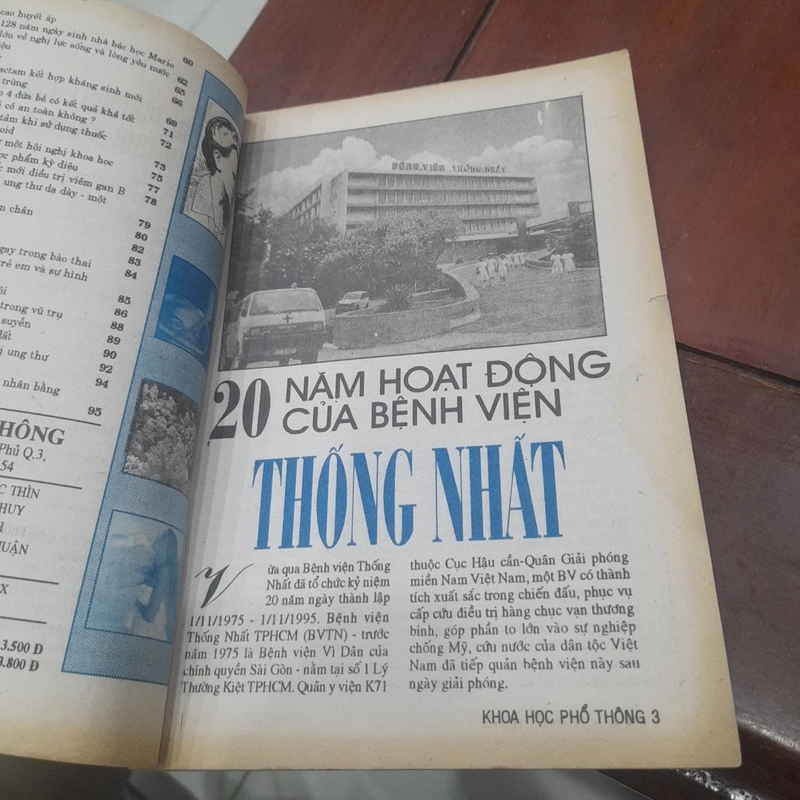 cao huyết áp
128 năm ngày sinh nhà bác học Marie 60
lớn về nghị lực sống và lòng yêu nước
62
actam kết hợp kháng sinh mới 65
trừng 66
4 đứa bé có kết quả khá tốt
có an toàn không ? 69
tâm khi sử dụng thuốc 71
oid 72
một hội nghị khoa học
ợc phẩm kỳ diệu 73
mới điều trị viêm gan B 75
ung thư dạ dày - một 77
78
n chân
79
80
gay trong bào thai 82
trẻ em và sự hình 83
84
ôi
trong vũ trụ 85
suyễn 86
đất 88
ị ung thư 89
90
nhân bằng 92
94
95
HÔNG
Phủ Q.3,
54
C THÌN
HUY
H
UẬN
X
3.500 Đ
3.800 Đ
BỆNH VIỆN THỐNG NHẤT
20 NĂM HOẠT ĐỘNG
CỦA BỆNH VIỆN
THỐNG NHẤT
Vừa qua Bệnh viện Thống
Nhất đã tổ chức kỷ niệm
20 năm ngày thành lập
1/11/1975 - 1/11/1995. Bệnh viện
Thống Nhất TPHCM (BVTN) - trước
năm 1975 là Bệnh viện Vì Dân của
chính quyền Sài Gòn - nằm tại số 1 Lý
Thường Kiệt TPHCM. Quân y viện K71
thuộc Cục Hậu cần-Quân Giải phóng
miền Nam Việt Nam, một BV có thành
tích xuất sắc trong chiến đấu, phục vụ
cấp cứu điều trị hàng chục vạn thương
binh, góp phần to lớn vào sự nghiệp
chống Mỹ, cứu nước của dân tộc Việt
Nam đã tiếp quản bệnh viện này sau
ngày giải phóng.
KHOA HỌC PHỔ THÔNG 3